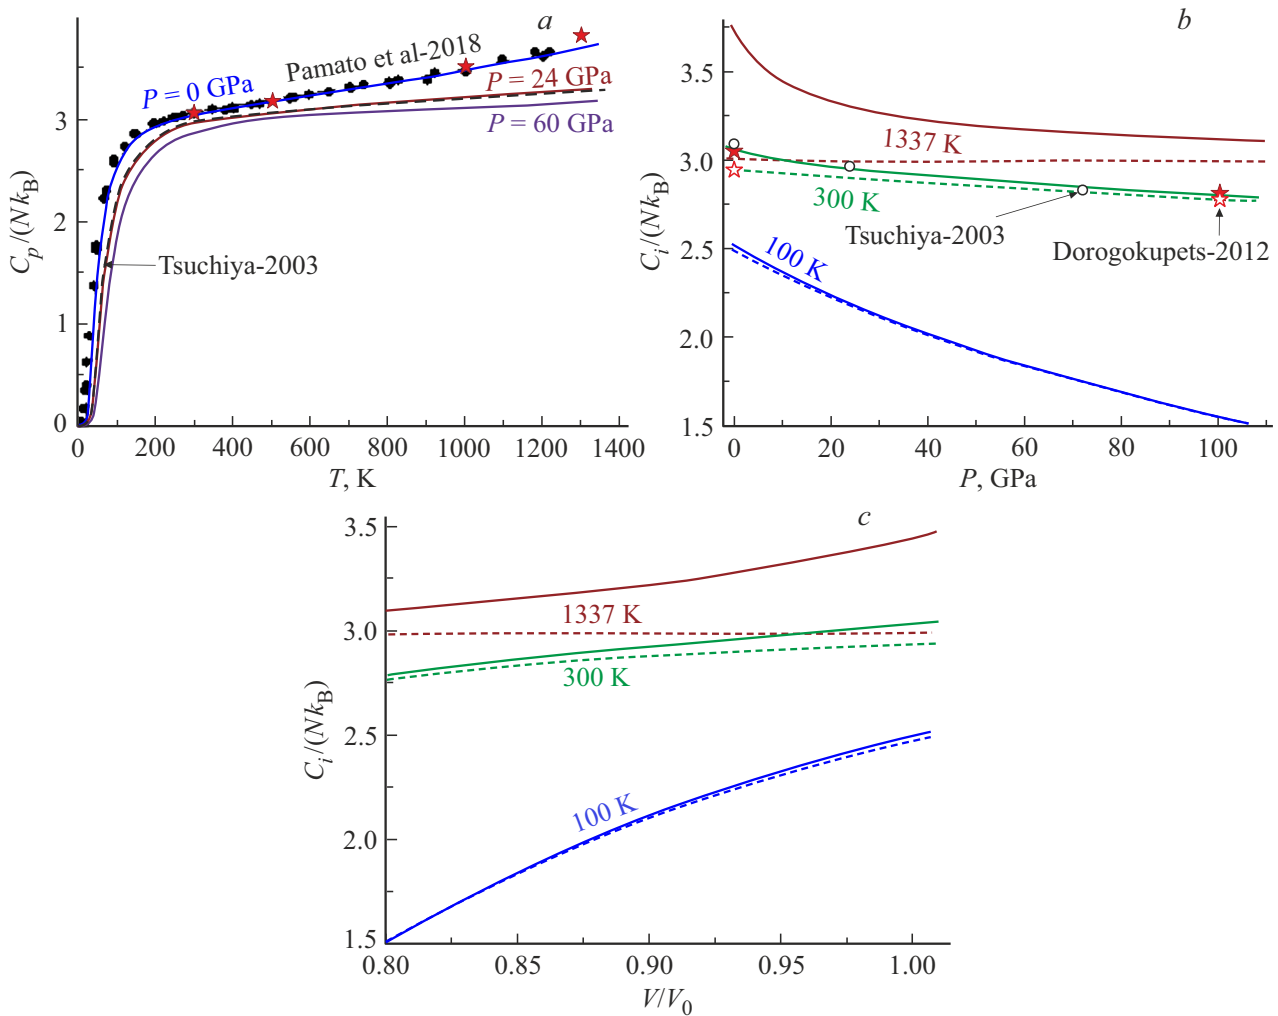 a
Pamato et al-2018
P = 0 GPa
P = 24 GPa
P = 60 GPa
Tsuchiya-2003
C_p/(Nk_B)
3
2
1
0
0 200 400 600 800 1000 1200 1400
T, K
b
1337 K
300 K
100 K
Tsuchiya-2003
Dorogokupets-2012
C_i/(Nk_B)
3.5
3.0
2.5
2.0
1.5
0 20 40 60 80 100
P, GPa
c
1337 K
300 K
100 K
C_i/(Nk_B)
3.5
3.0
2.5
2.0
1.5
0.80 0.85 0.90 0.95 1.00
V/V_0